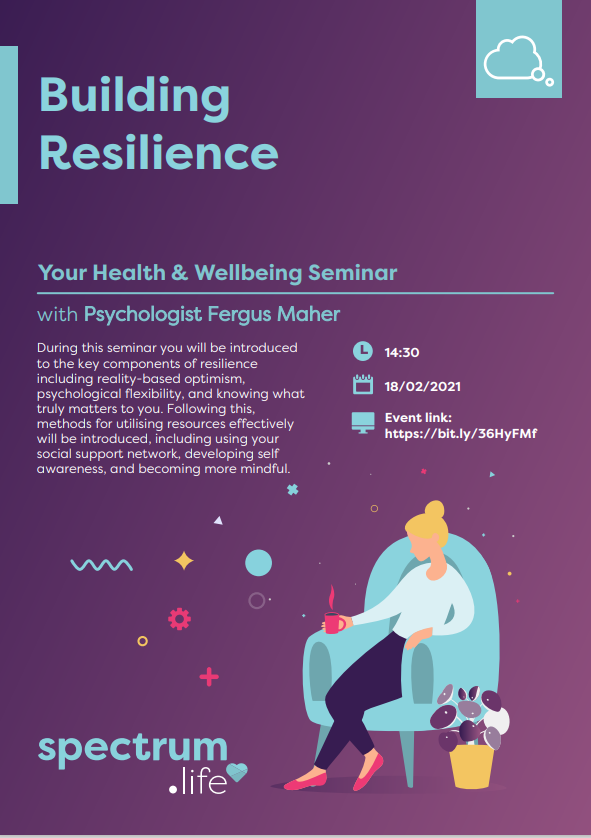 Building
Resilience
Your Health & Wellbeing Seminar
with Psychologist Fergus Maher
During this seminar you will be introduced
to the key components of resilience
including reality-based optimism,
psychological flexibility, and knowing what
truly matters to you. Following this,
methods for utilising resources effectively
will be introduced, including using your
social support network, developing self
awareness, and becoming more mindful.
14:30
18/02/2021
Event link:
https://bit.ly/36HyFMf
spectrum
.life